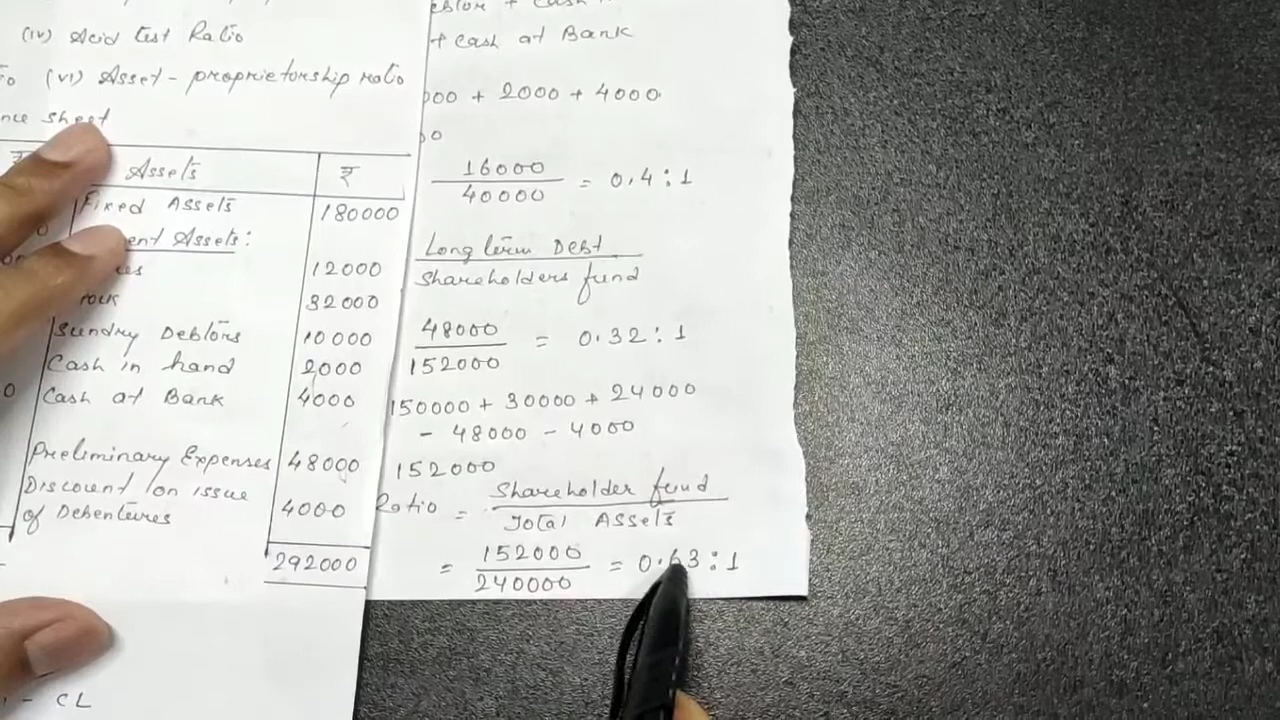 (iv) Acid test Ratio
(vi) Asset - proprietorship ratio
sheet
Assets ₹
Fixed Assets 180000
Assets:
12000
32000
Sundry Debtors 10000
Cash in hand 2000
Cash at Bank 4000
Preliminary Expenses 48000
Discount on issue
of Debentures 4000
292000
- CL
+ Cash at Bank
000 + 2000 + 4000
16000
40000
= 0.4 : 1
Long term Debt
Shareholders fund
48000
152000
= 0.32 : 1
150000 + 30000 + 24000
- 48000 - 4000
152000
Ratio = Shareholder fund
Total Assets
= 152000
240000
= 0.63 : 1